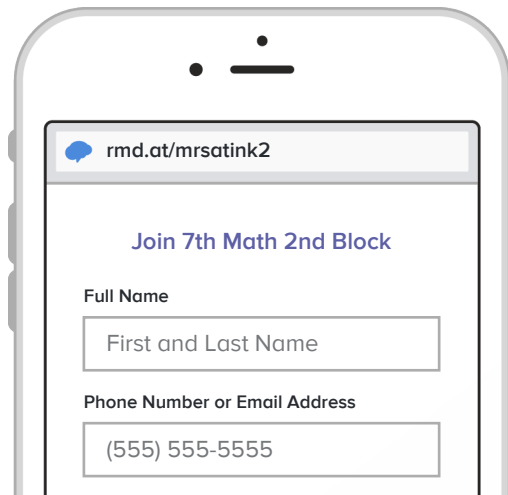 rmd.at/mrsatink2
Join 7th Math 2nd Block
Full Name
First and Last Name
Phone Number or Email Address
(555) 555-5555